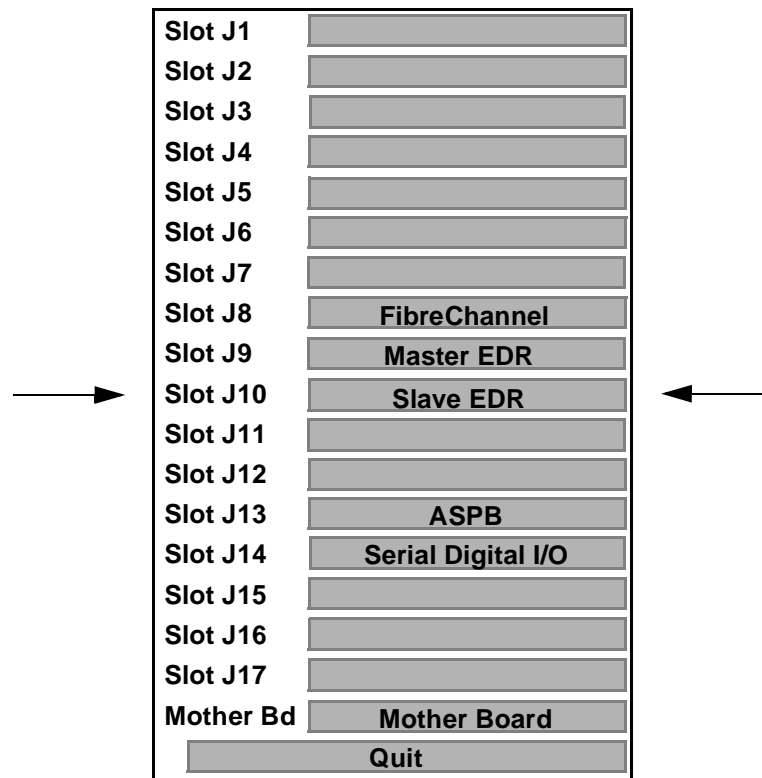 Slot J1
Slot J2
Slot J3
Slot J4
Slot J5
Slot J6
Slot J7
Slot J8 FibreChannel
Slot J9 Master EDR
Slot J10 Slave EDR
Slot J11
Slot J12
Slot J13 ASPB
Slot J14 Serial Digital I/O
Slot J15
Slot J16
Slot J17
Mother Bd Mother Board
Quit